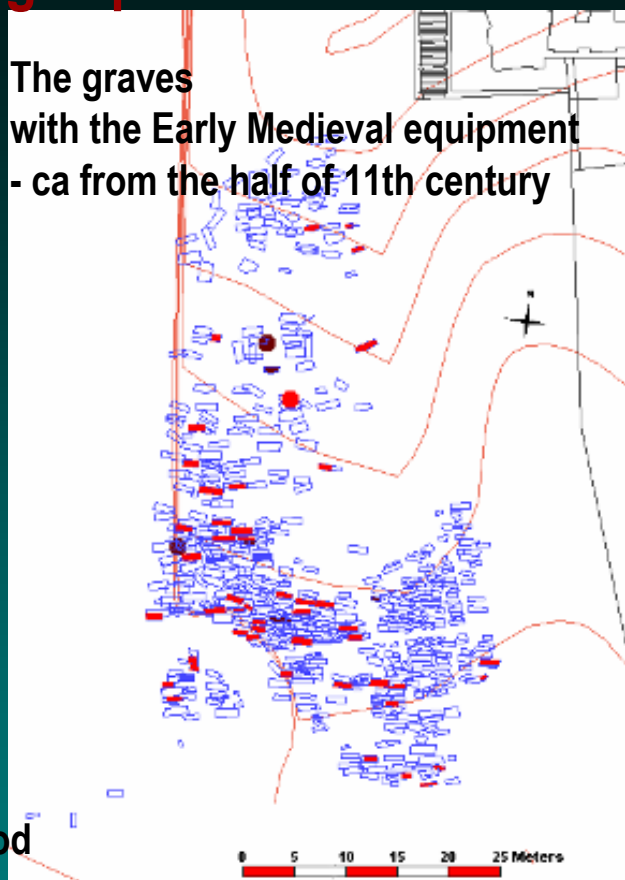 The graves
with the Early Medieval equipment
- ca from the half of 11th century
N
od
0 5 10 15 20 25 Meters